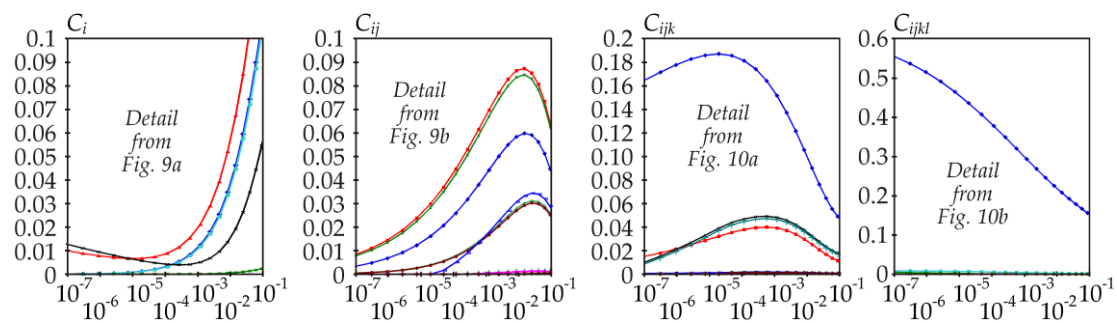 C_i
0.1
0.09
0.08
0.07
0.06
0.05
0.04
0.03
0.02
0.01
0
Detail
from
Fig. 9a
10^-7 10^-5 10^-3 10^-1
10^-6 10^-4 10^-2
C_ij
0.1
0.09
0.08
0.07
0.06
0.05
0.04
0.03
0.02
0.01
0
Detail
from
Fig. 9b
10^-7 10^-5 10^-3 10^-1
10^-6 10^-4 10^-2
C_ijk
0.2
0.18
0.16
0.14
0.12
0.1
0.08
0.06
0.04
0.02
0
Detail
from
Fig. 10a
10^-7 10^-5 10^-3 10^-1
10^-6 10^-4 10^-2
C_ijkl
0.6
0.5
0.4
0.3
0.2
0.1
0
Detail
from
Fig. 10b
10^-7 10^-5 10^-3 10^-1
10^-6 10^-4 10^-2